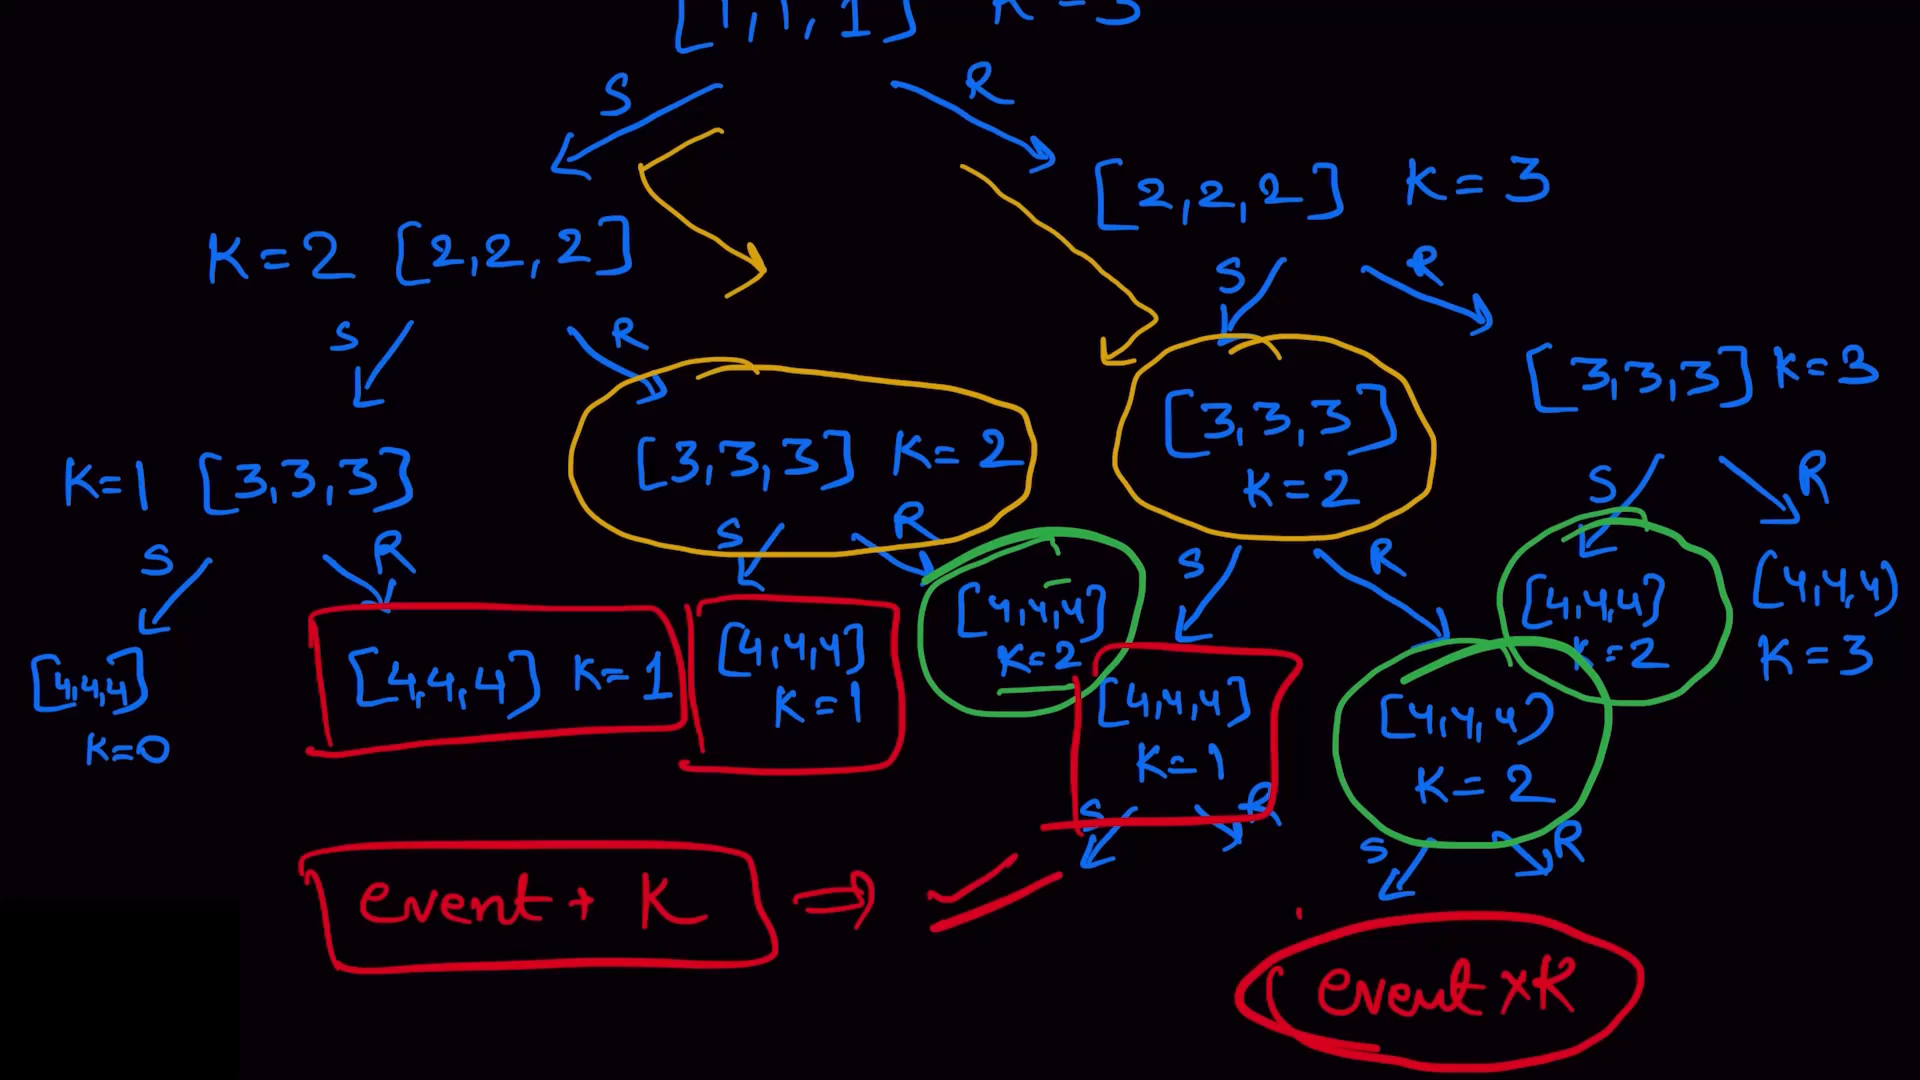 [1,1,1] K=3
S R
[2,2,2] K=3
K=2 [2,2,2]
S R
S R
[3,3,3] K=3
[3,3,3]
K=2
K=1 [3,3,3]
[3,3,3] K=2
S R
S R
S R
S R
[4,4,4]
K=0
[4,4,4] K=1
[4,4,4]
K=1
[4,4,4]
K=2
[4,4,4]
K=1
[4,4,4)
K=2
[4,4,4]
K=2
[4,4,4)
K=3
S R
S R
event + K ⇒
event x K